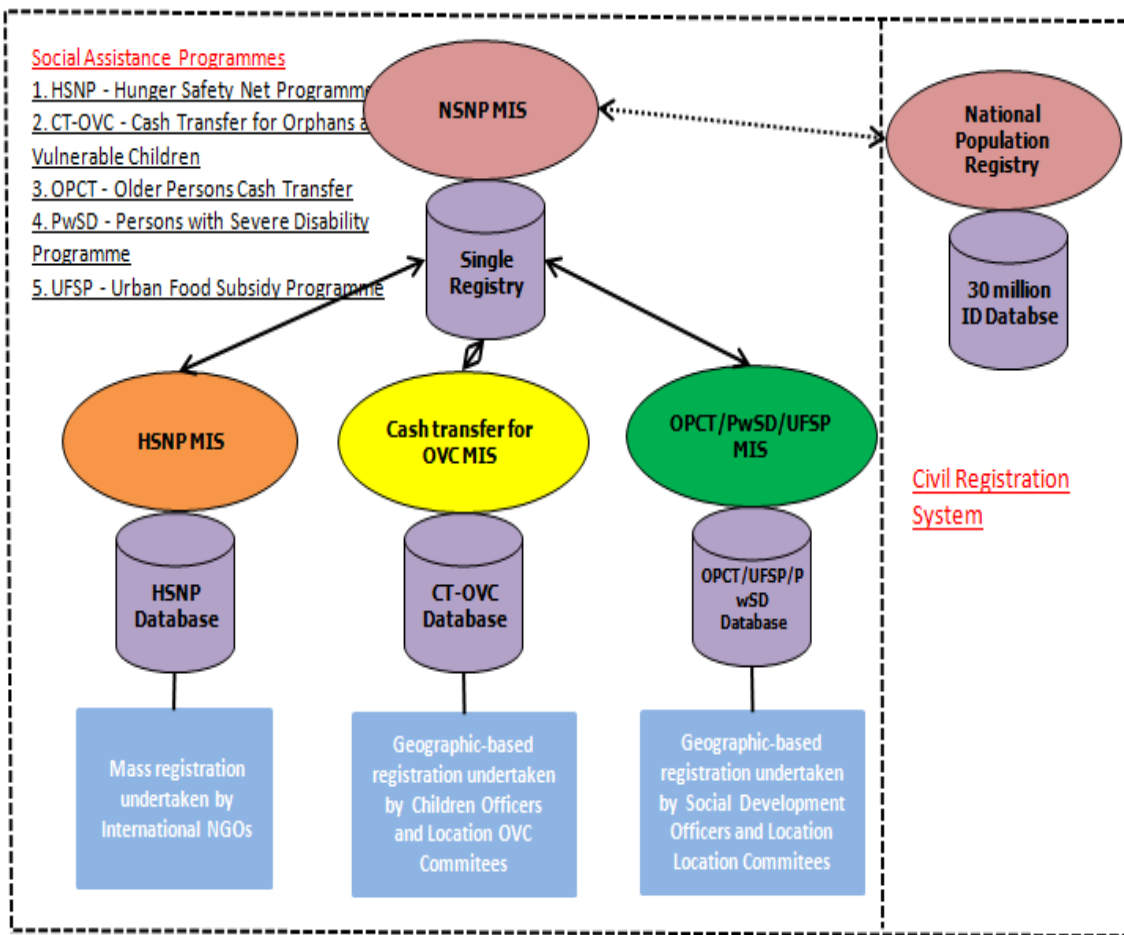 Social Assistance Programmes
1. HSNP - Hunger Safety Net Programme
2. CT-OVC - Cash Transfer for Orphans a
Vulnerable Children
3. OPCT - Older Persons Cash Transfer
4. PwSD - Persons with Severe Disability
Programme
5. UFSP - Urban Food Subsidy Programme
NSNP MIS
Single
Registry
National
Population
Registry
30 million
ID Databse
HSNP MIS
Cash transfer for
OVC MIS
OPCT/PwSD/UFSP
MIS
Civil Registration
System
HSNP
Database
CT-OVC
Database
OPCT/UFSP/P
wSD
Database
Mass registration
undertaken by
International NGOs
Geographic-based
registration undertaken
by Children Officers
and Location OVC
Commitees
Geographic-based
registration undertaken
by Social Development
Officers and Location
Location Commitees